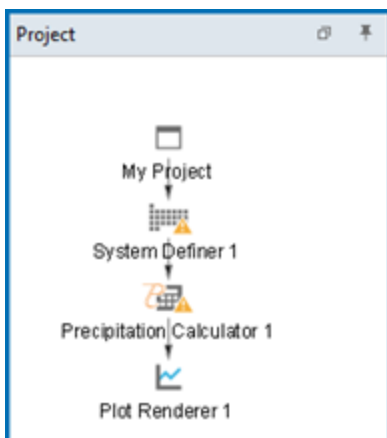 Project
My Project
System Definer 1
Precipitation Calculator 1
Plot Renderer 1